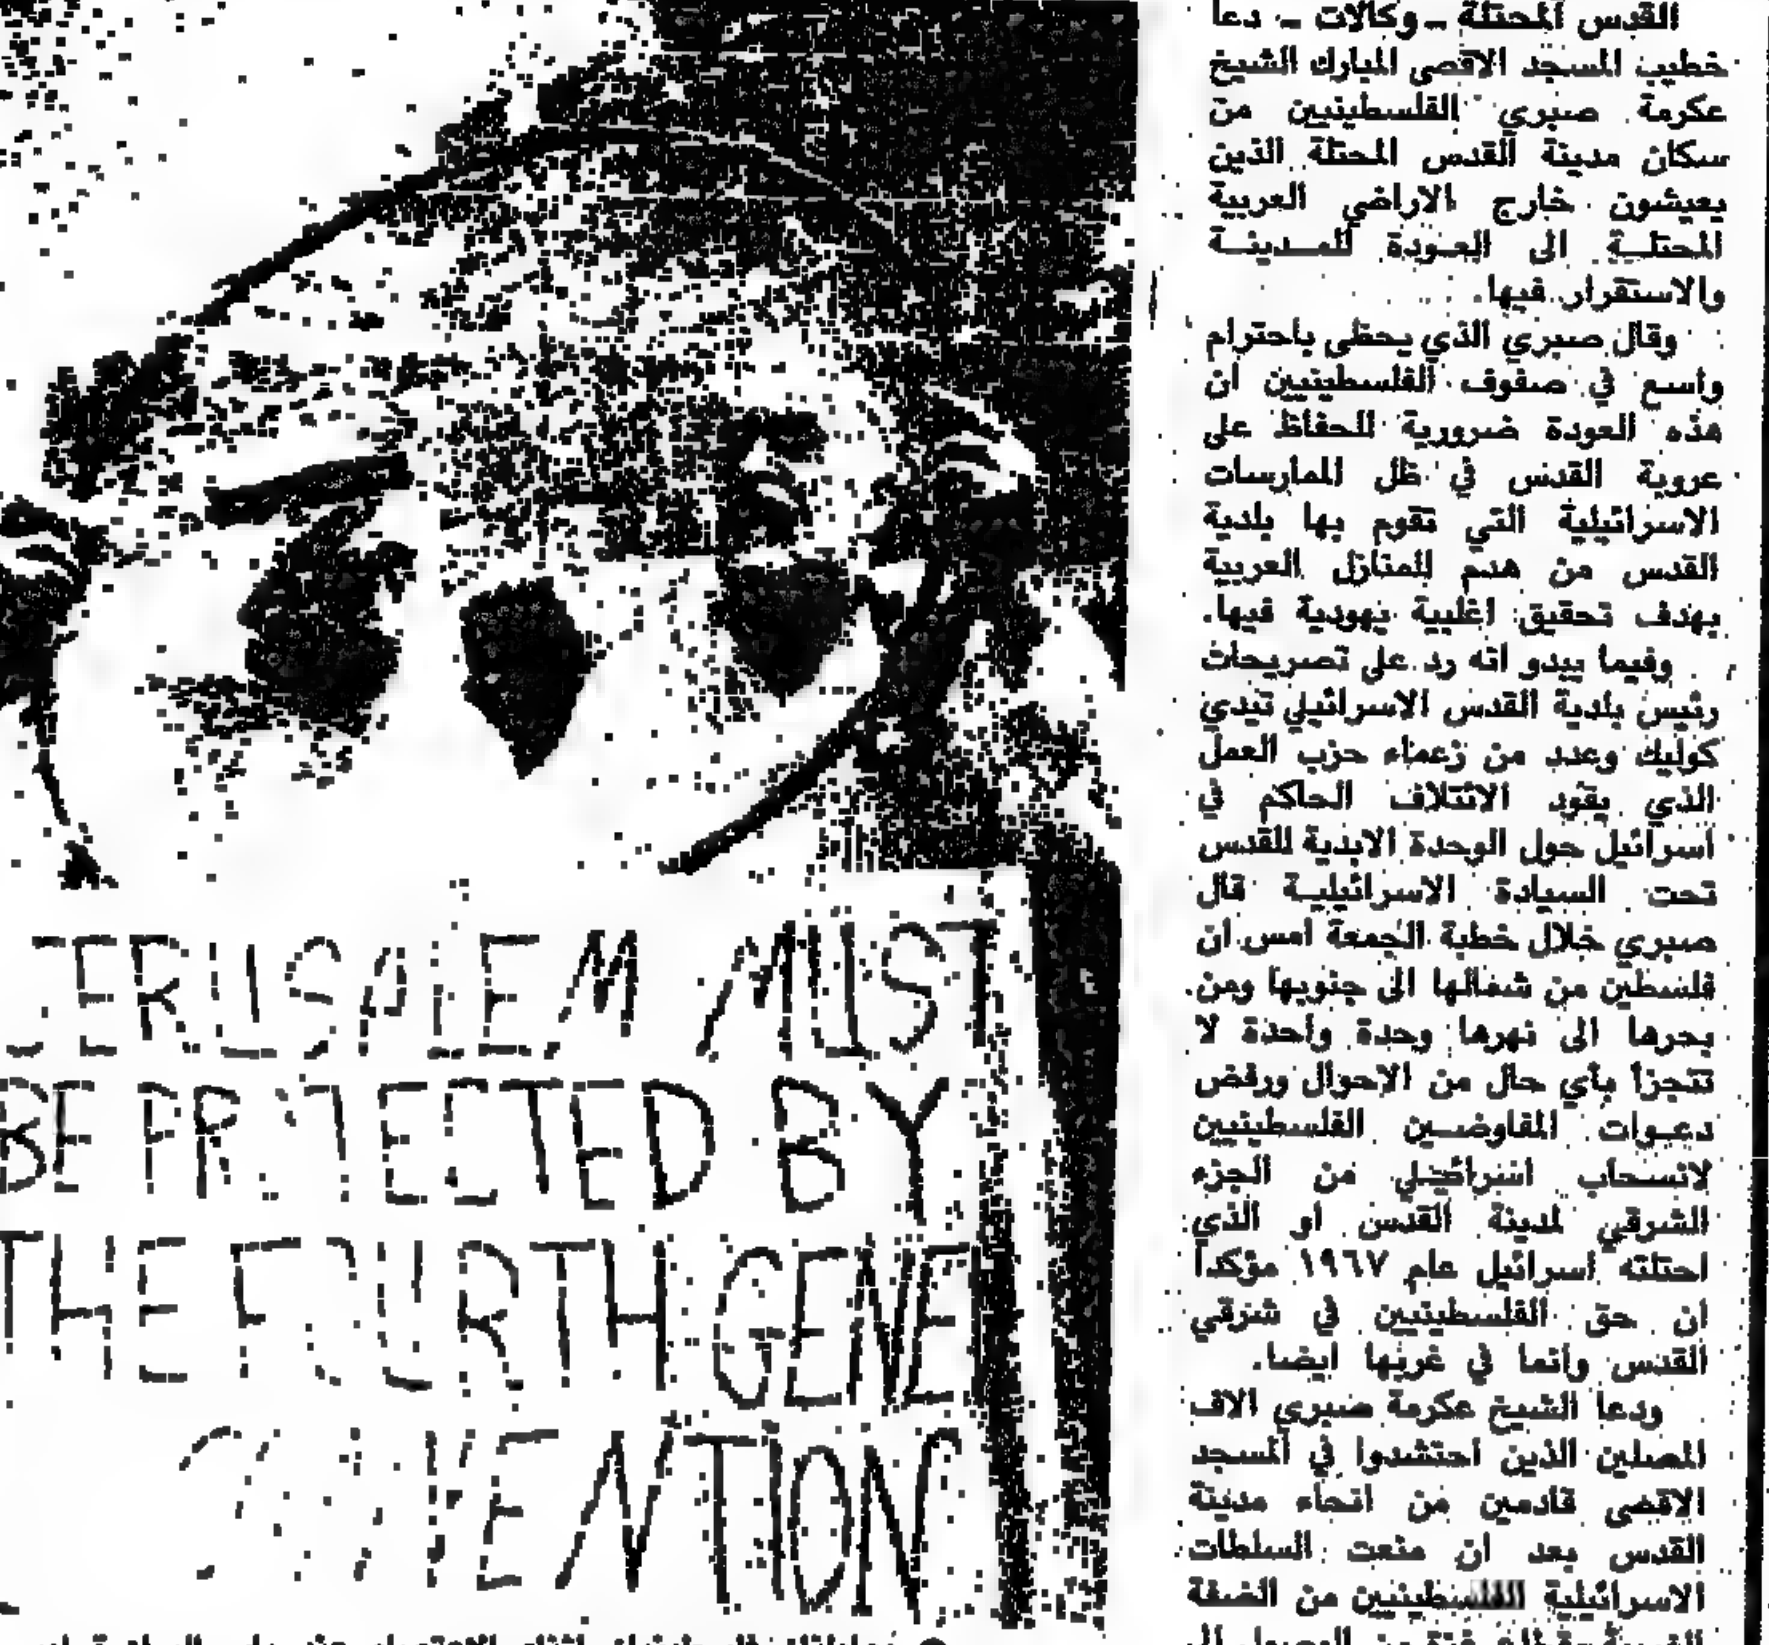 JERUSALEM MUST
BE PROTECTED BY
THE FOURTH GENE
CONVENTION
القدس المحتلة - وكالات - دعا
خطيب المسجد الاقصى المبارك الشيخ
عكرمة صبري الفلسطينيين من
سكان مدينة القدس المحتلة الذين
يعيشون خارج الاراضي العربية
المحتلــة الى العــودة للمــدينــة
والاستقرار فيها.
وقال صبري الذي يحظى باحترام
واسع في صفوف الفلسطينيين ان
هذه العودة ضرورية للحفاظ على
عروبة القدس في ظل الممارسات
الاسرائيلية التي تقوم بها بلدية
القدس من هدم للمنازل العربية
بهدف تحقيق اغلبية يهودية فيها.
وفيما يبدو انه رد على تصريحات
رئيس بلدية القدس الاسرائيلي تيدي
كوليك وعدد من زعماء حزب العمل
الذي يقود الائتلاف الحاكم في
اسرائيل حول الوحدة الابدية للقدس
تحت السيادة الاسرائيليــة قال
صبري خلال خطبة الجمعة امس ان
فلسطين من شمالها الى جنوبها ومن
بحرها الى نهرها وحدة واحدة لا
تتجزأ بأي حال من الاحوال ورفض
دعــوات المفاوضــين الفلسطينيين
لانسحاب اسرائيلي من الجزء
الشرقي لمدينة القدس او الذي
احتلته اسرائيل عام ١٩٦٧ مؤكدا
ان حق الفلسطينيين في شرقي
القدس وانما في غربها ايضا.
ودعا الشيخ عكرمة صبري الاف
المصلين الذين احتشدوا في المسجد
الاقصى قادمين من انحاء مدينة
القدس بعد ان منعت السلطات
الاسرائيلية الفلسطينيين من الضفة